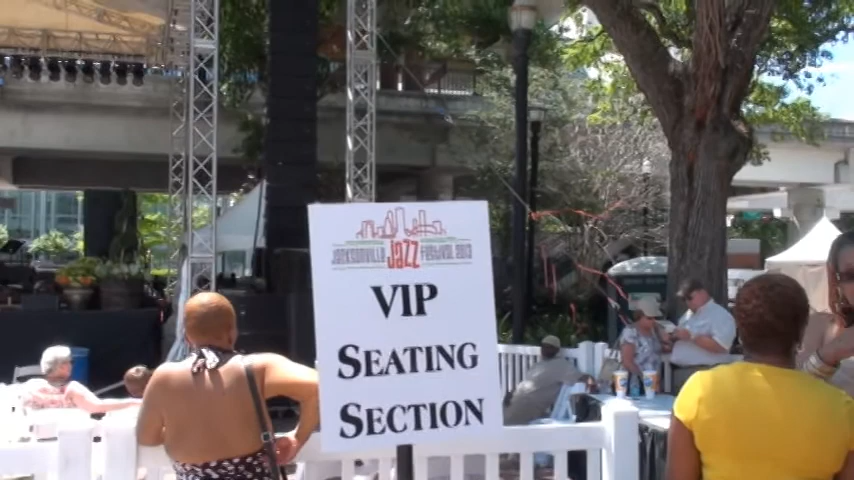 JACKSONVILLE JAZZ FESTIVAL 2013
VIP
SEATING
SECTION